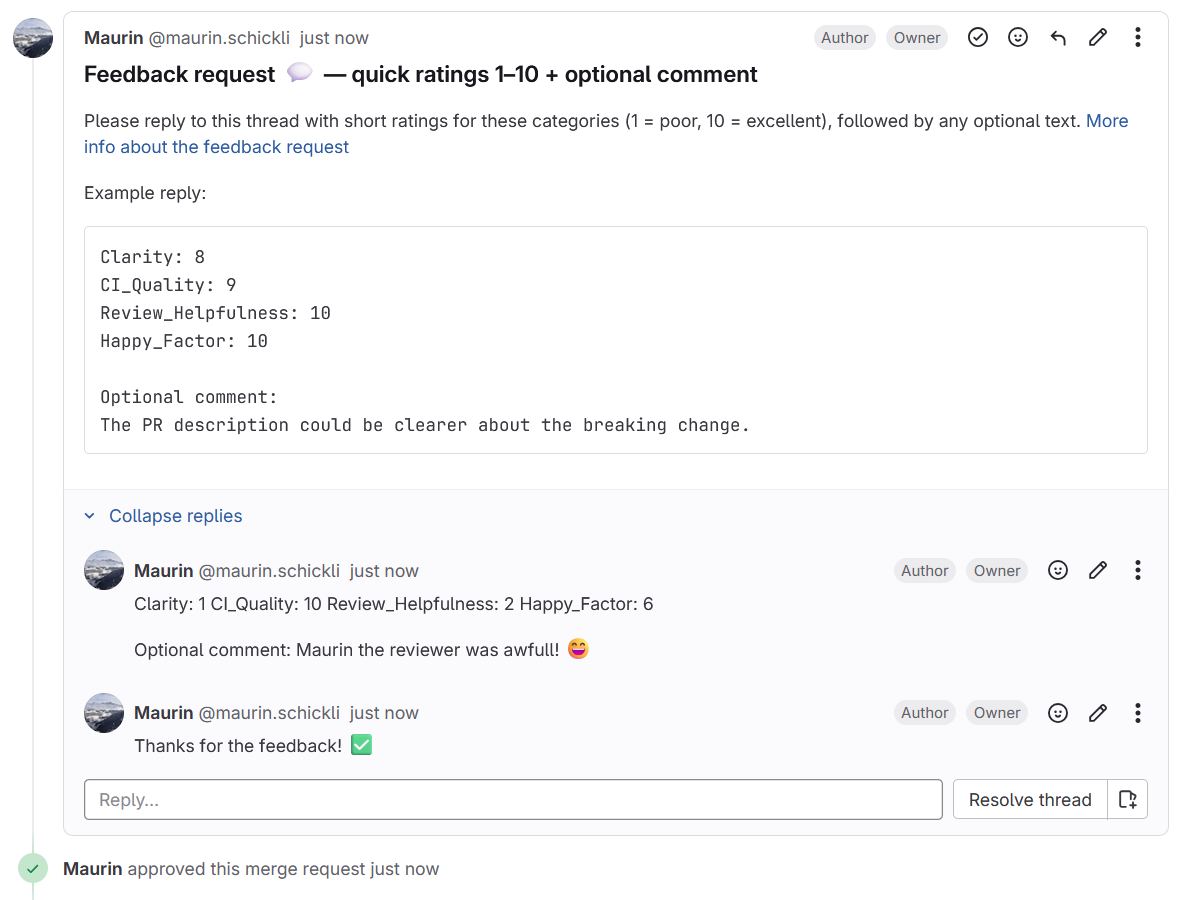 Maurin @maurin.schickli just now Author Owner
Feedback request 💬 — quick ratings 1–10 + optional comment
Please reply to this thread with short ratings for these categories (1 = poor, 10 = excellent), followed by any optional text. More
info about the feedback request
Example reply:
Clarity: 8
CI_Quality: 9
Review_Helpfulness: 10
Happy_Factor: 10
Optional comment:
The PR description could be clearer about the breaking change.
Collapse replies
Maurin @maurin.schickli just now Author Owner
Clarity: 1 CI_Quality: 10 Review_Helpfulness: 2 Happy_Factor: 6
Optional comment: Maurin the reviewer was awfull! 😄
Maurin @maurin.schickli just now Author Owner
Thanks for the feedback! ✅
Reply... Resolve thread
Maurin approved this merge request just now